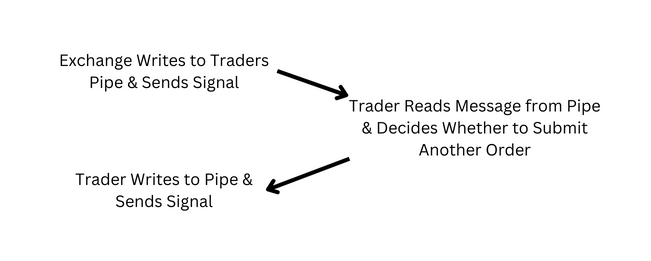 Exchange Writes to Traders
Pipe & Sends Signal
Trader Reads Message from Pipe
& Decides Whether to Submit
Another Order
Trader Writes to Pipe &
Sends Signal